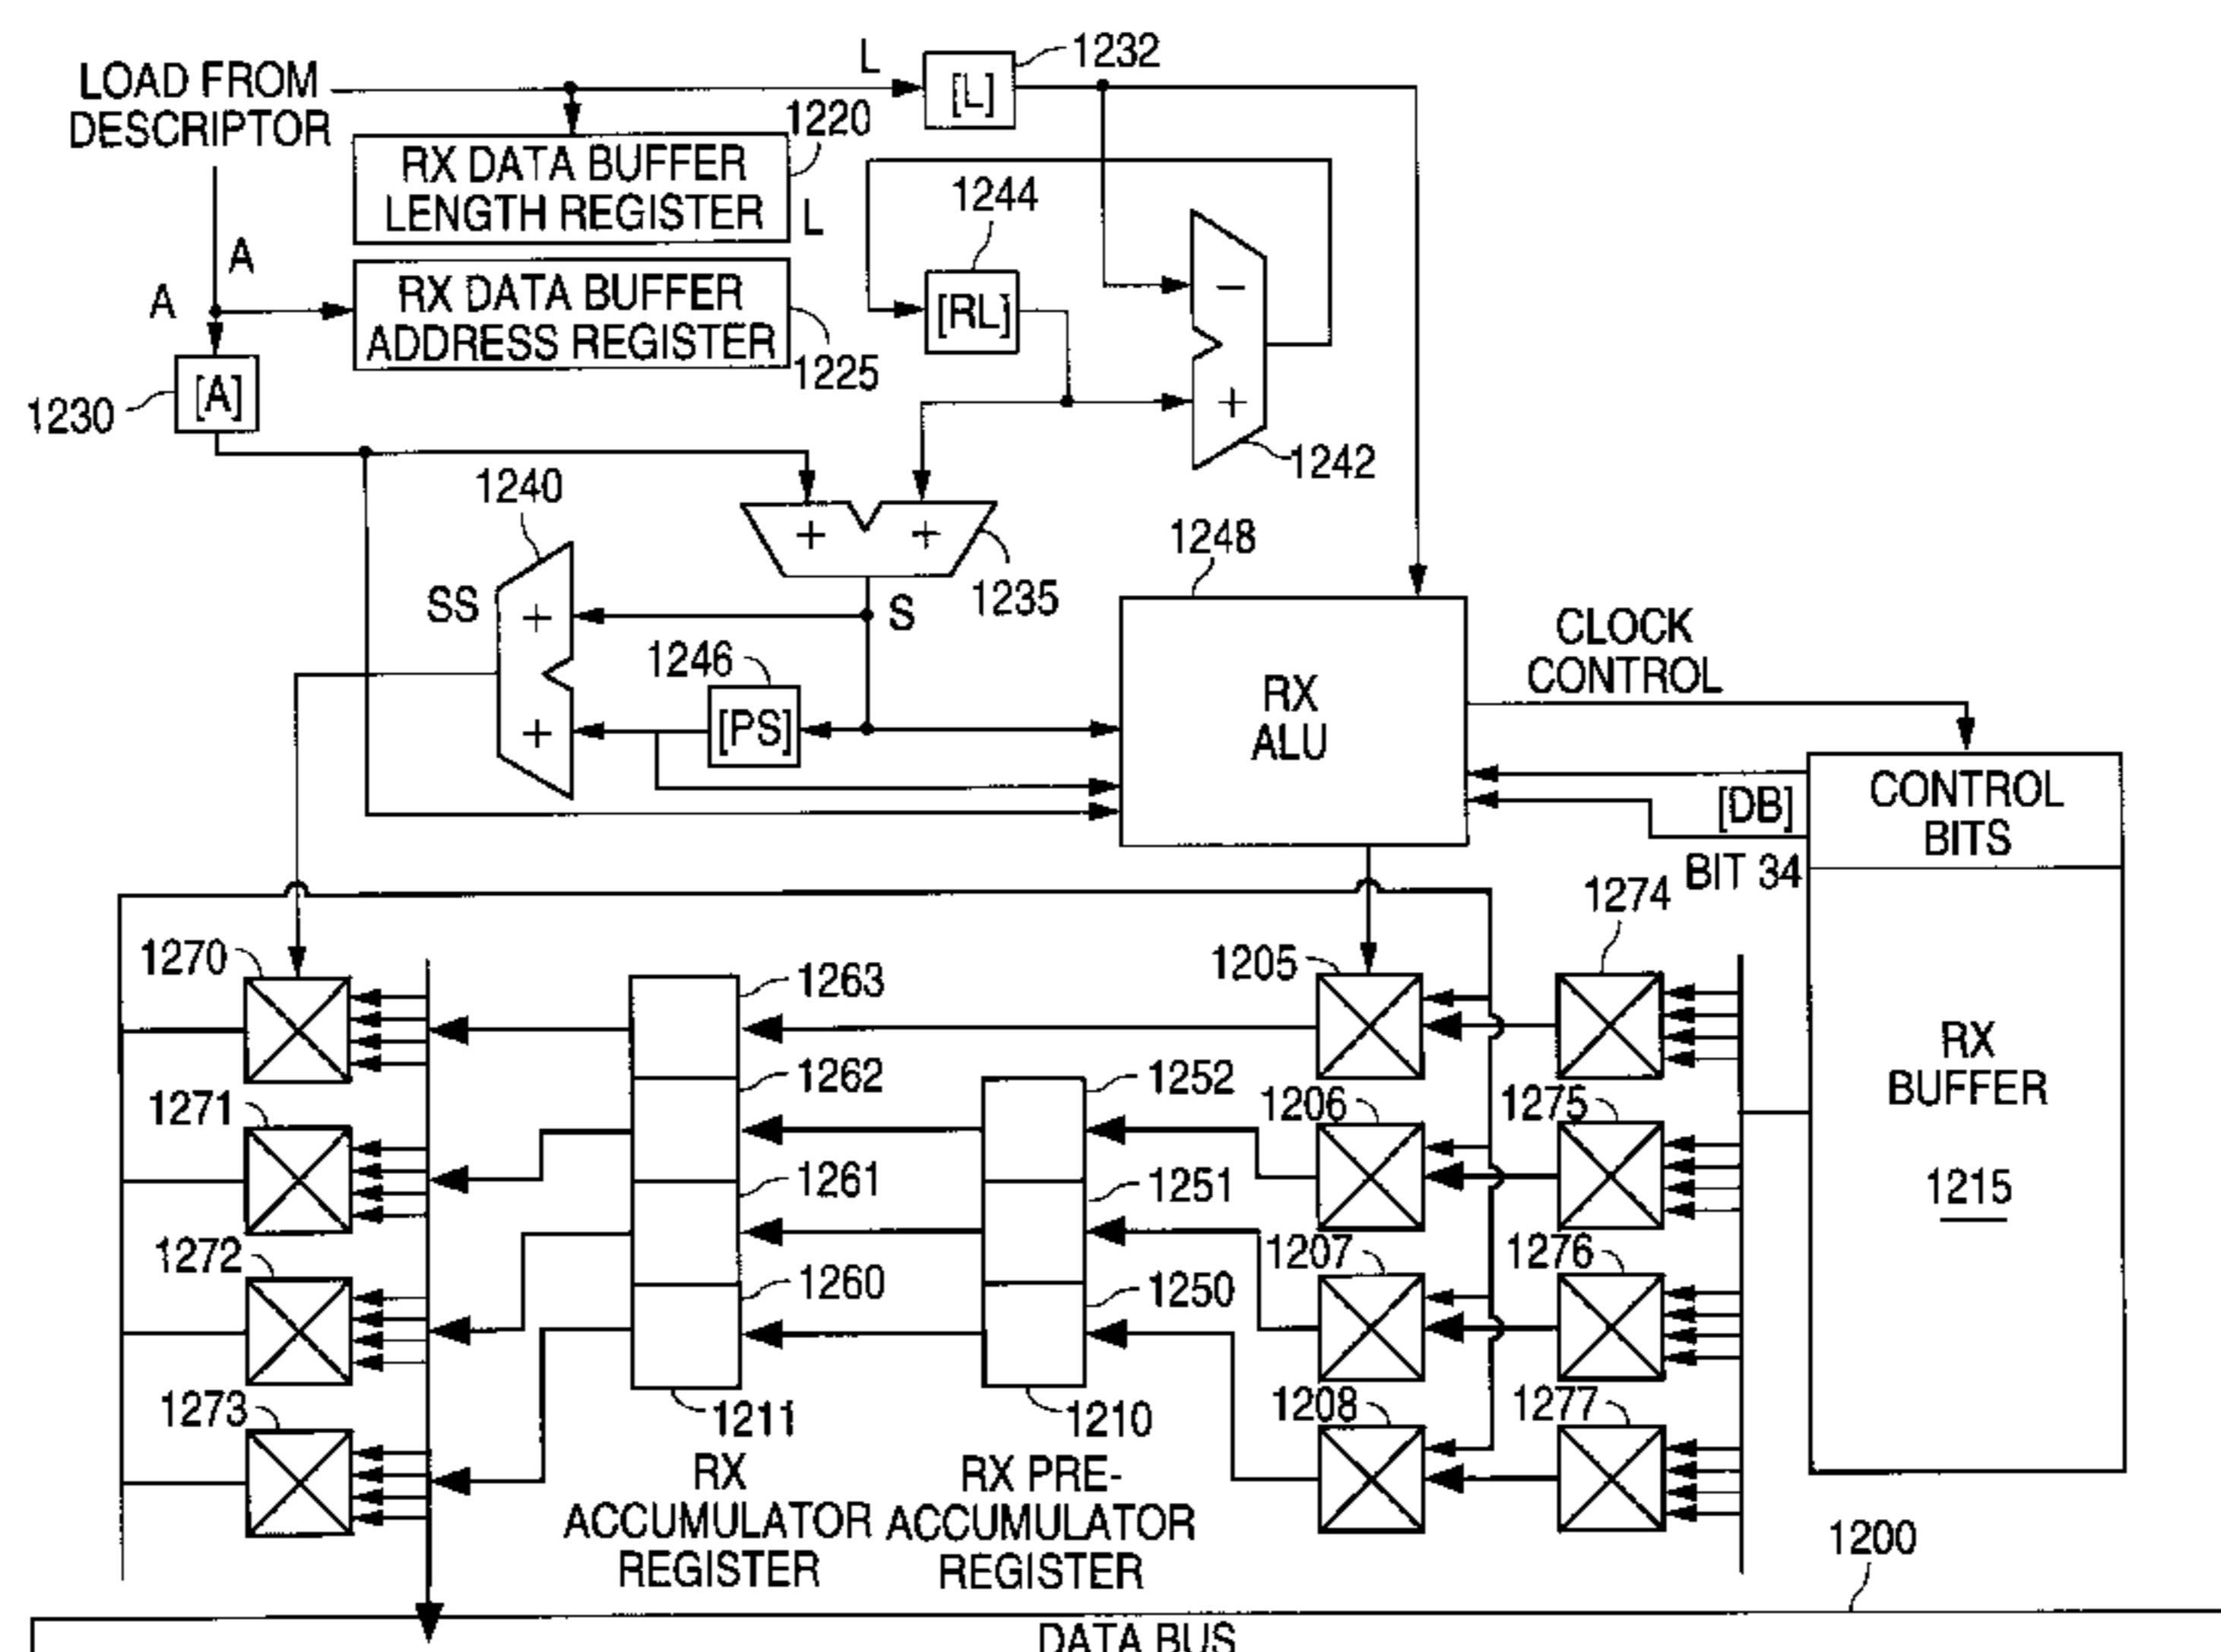 LOAD FROM
DESCRIPTOR
L
[L]
1232
1220
RX DATA BUFFER
LENGTH REGISTER
L
1244
[RL]
−
+
1242
A
A
RX DATA BUFFER
ADDRESS REGISTER
1225
[A]
1230
1240
+
+
1235
SS
+
S
1246
[PS]
+
1248
RX
ALU
CLOCK
CONTROL
CONTROL
BITS
[DB]
BIT 34
1274
1270
1263
1205
1262
1252
1206
1275
RX
BUFFER
1215
1271
1261
1251
1207
1276
1272
1260
1250
1208
1277
1273
1211
RX
ACCUMULATOR
REGISTER
1210
RX PRE-
ACCUMULATOR
REGISTER
1200
DATA BUS